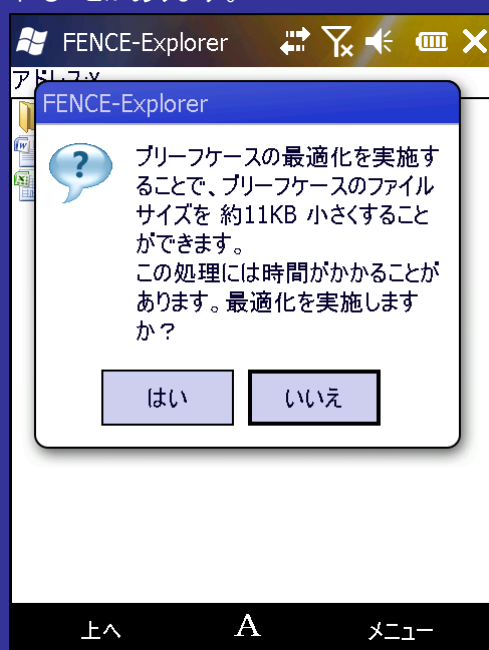 FENCE-Explorer
アドレス:Y
FENCE-Explorer
ブリーフケースの最適化を実施す
ることで、ブリーフケースのファイル
サイズを 約11KB 小さくすること
ができます。
この処理には時間がかかることが
あります。最適化を実施します
か？
はい
いいえ
上へ
A
メニュー